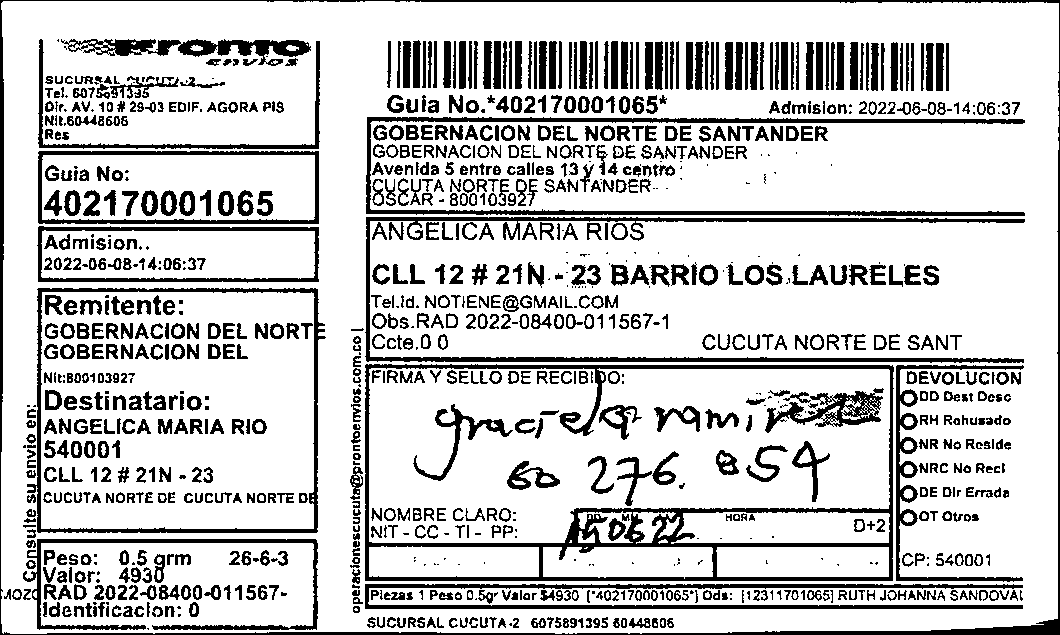 Pronto
envios
SUCURSAL CUCUTA-2
Tel. 6075891395
Dir. AV. 10 # 29-03 EDIF. AGORA PIS
Nit.60448606
Res
Guia No:
402170001065
Admision..
2022-06-08-14:06:37
Remitente:
GOBERNACION DEL NORTE
GOBERNACION DEL
Nit:800103927
Destinatario:
ANGELICA MARIA RIO
540001
CLL 12 # 21N - 23
CUCUTA NORTE DE CUCUTA NORTE DE
Peso: 0.5 grm 26-6-3
Valor: 4930
RAD 2022-08400-011567-
Identificacion: 0
Consulte su envio en:
operacionescucuta@prontoenvios.com.co
Guia No.*402170001065*
Admision: 2022-06-08-14:06:37
GOBERNACION DEL NORTE DE SANTANDER
GOBERNACION DEL NORTE DE SANTANDER
Avenida 5 entre calles 13 y 14 centro
CUCUTA NORTE DE SANTANDER
OSCAR - 800103927
ANGELICA MARIA RIOS
CLL 12 # 21N - 23 BARRIO LOS LAURELES
Tel.Id. NOTIENE@GMAIL.COM
Obs.RAD 2022-08400-011567-1
Ccte.0 0 CUCUTA NORTE DE SANT
FIRMA Y SELLO DE RECIBIDO:
graciela ramirez
60 276. 854
NOMBRE CLARO:
NIT - CC - TI - PP:
DD MM AA HORA D+2
150622
DEVOLUCION
DD Dest Desc
RH Rehusado
NR No Reside
NRC No Recl
DE Dir Errada
OT Otros
CP: 540001
Piezas 1 Peso 0.5gr Valor $4930 [*402170001065*] Ods: [12311701065] RUTH JOHANNA SANDOVAL
SUCURSAL CUCUTA-2 6075891395 60448606